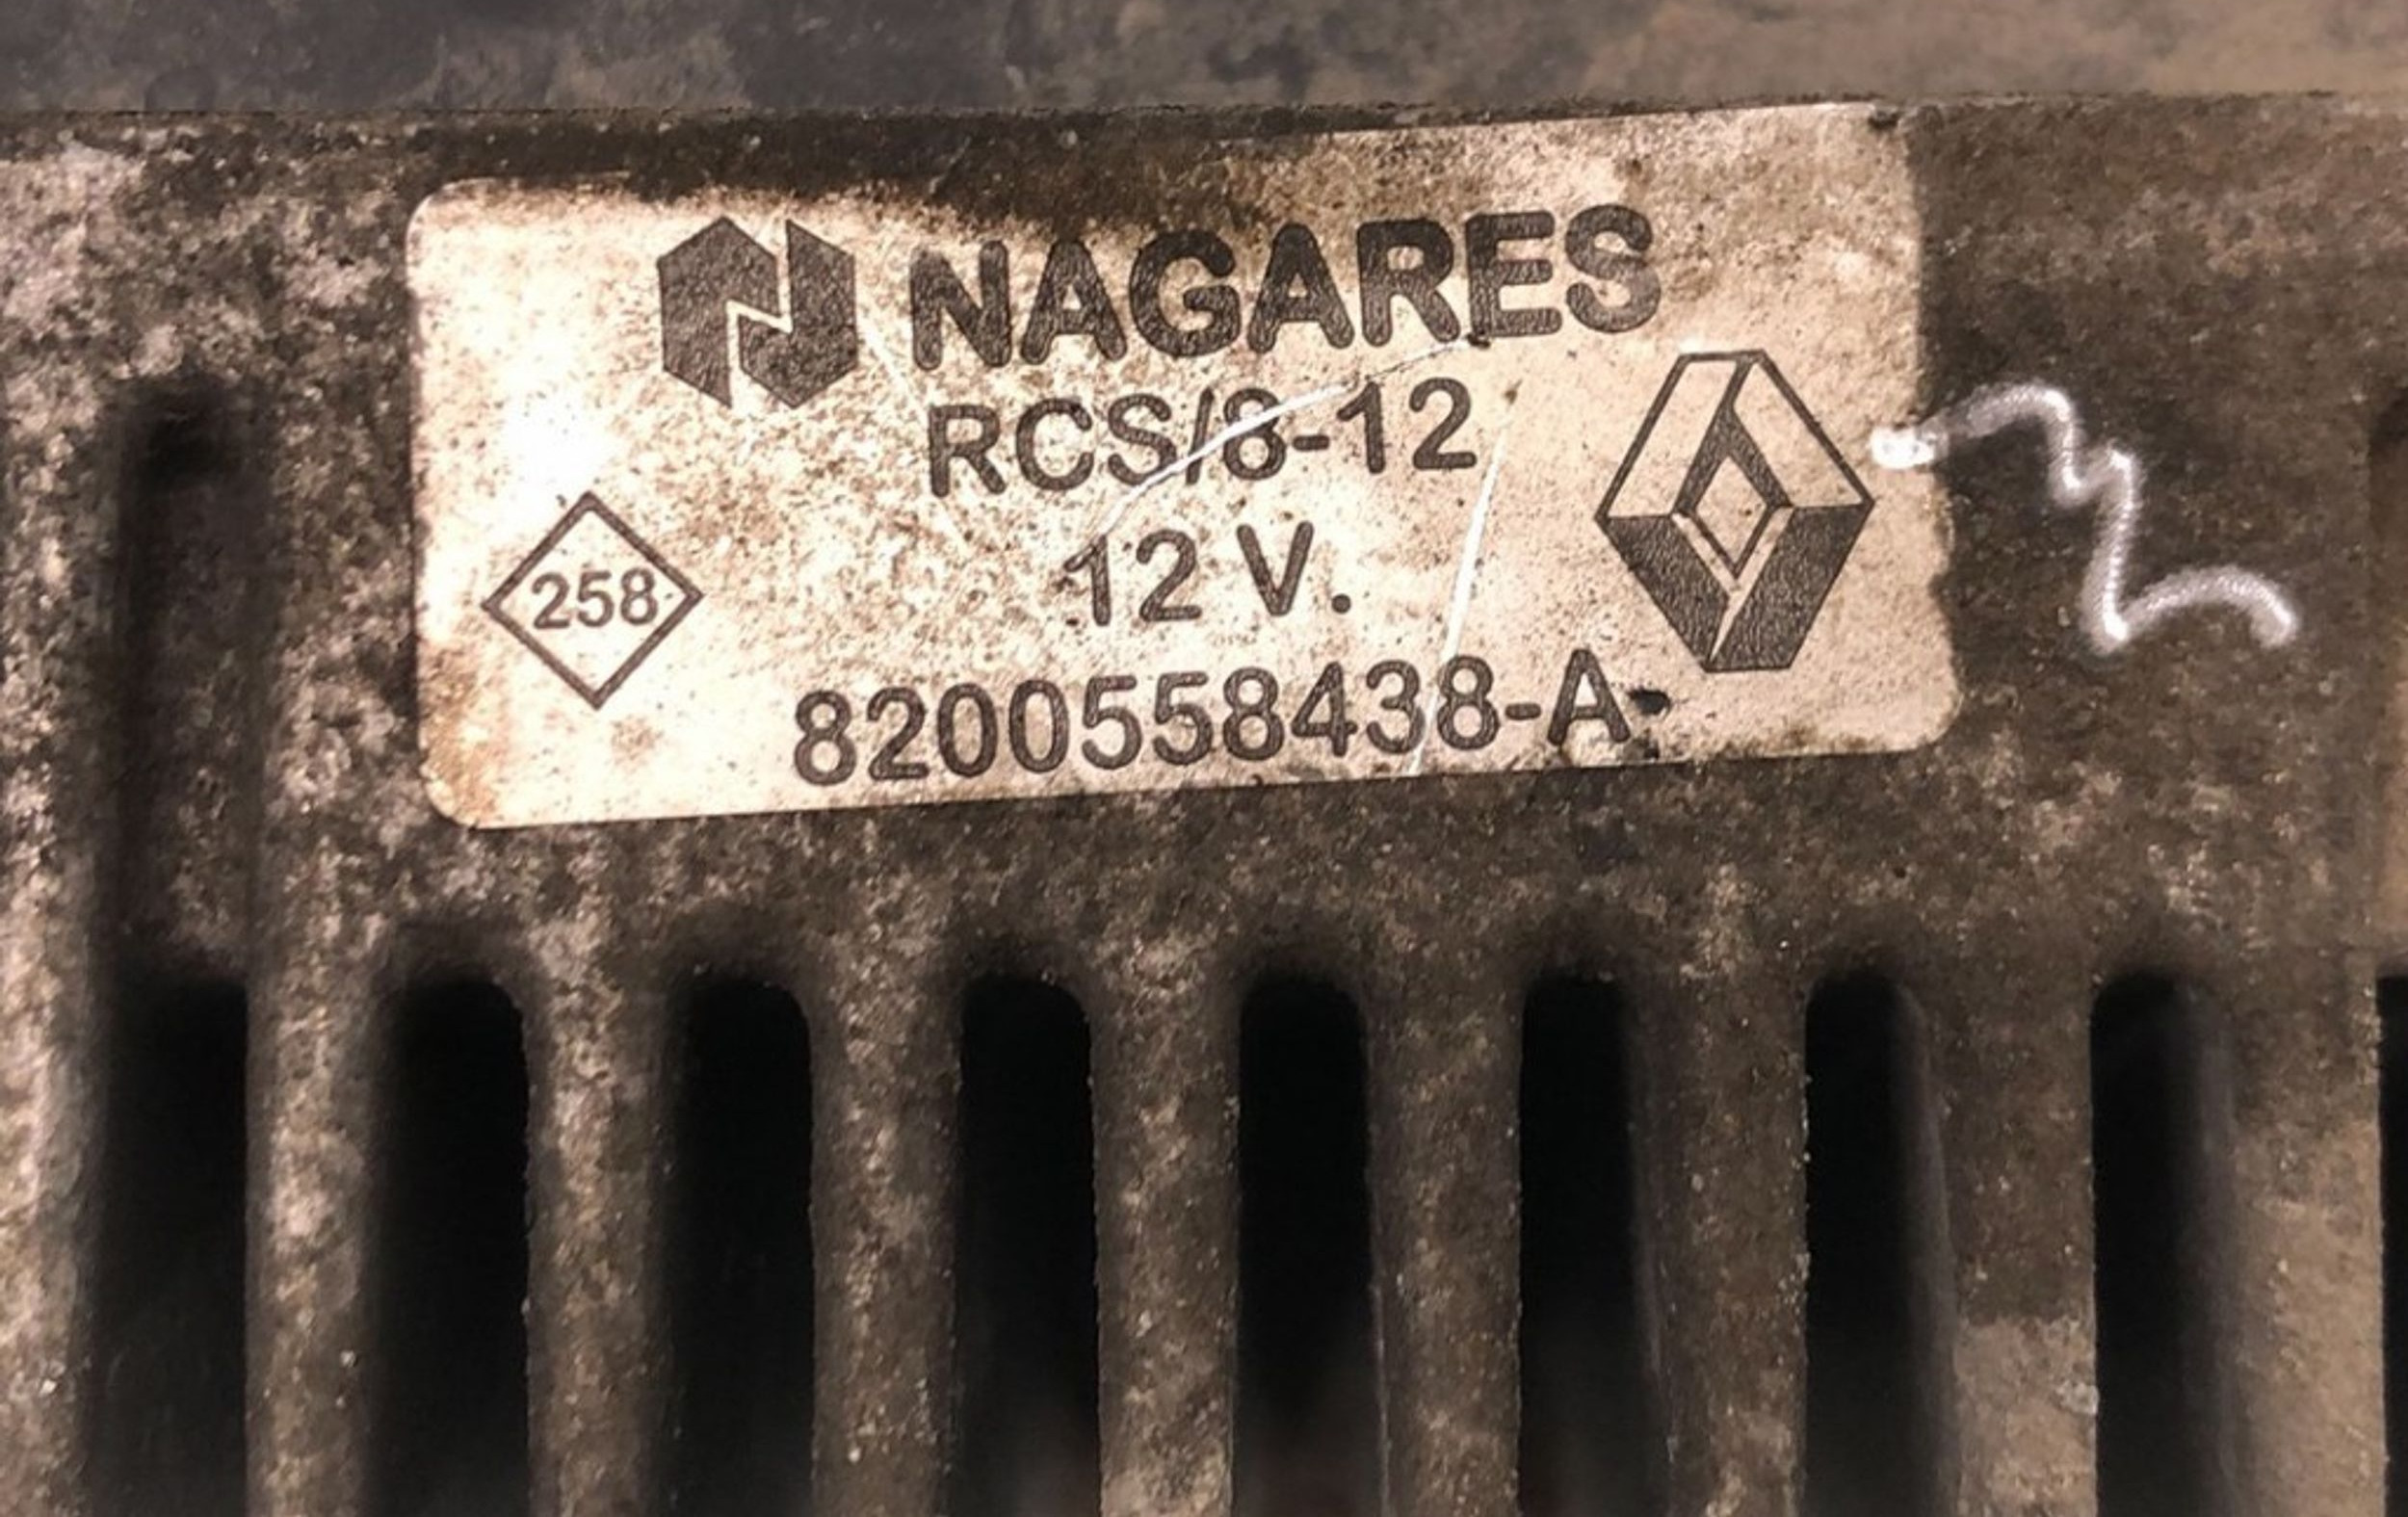 NAGARES
RCS/8-12
12 V.
258
8200558438-A-